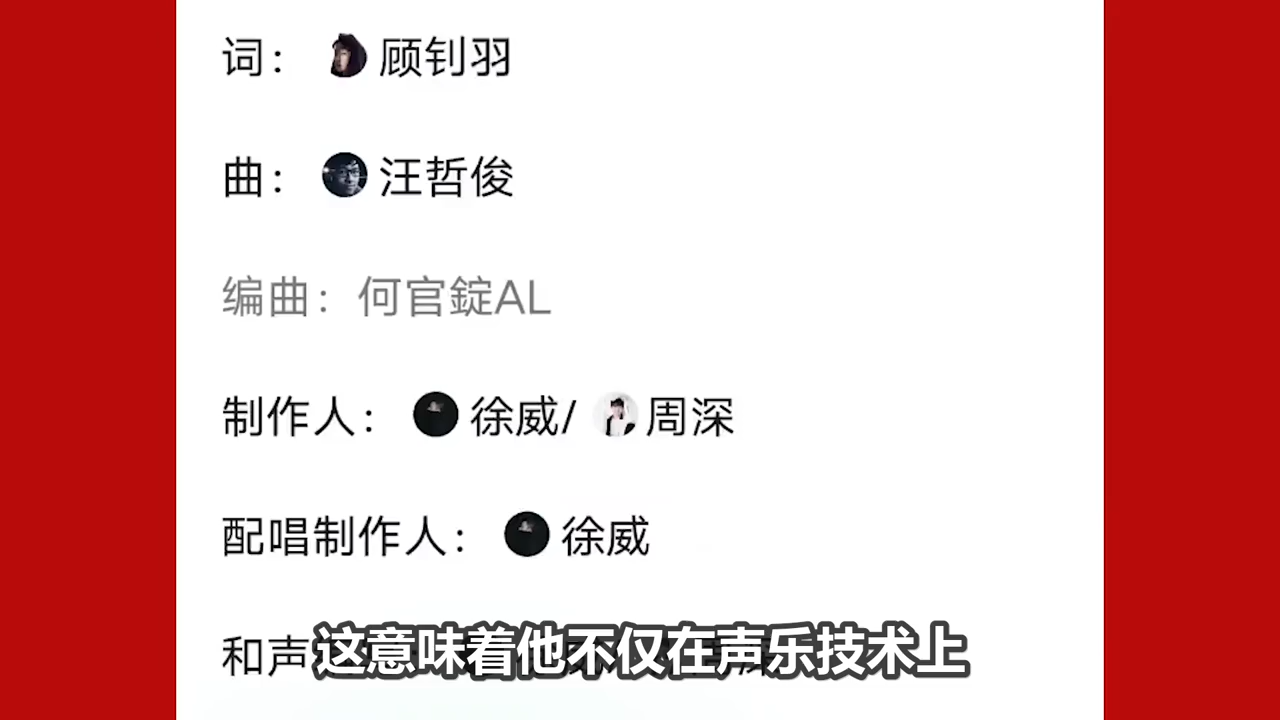 词： 顾钊羽
曲： 汪哲俊
编曲： 何官錠AL
制作人： 徐威/ 周深
配唱制作人： 徐威
和声
这意味着他不仅在声乐技术上